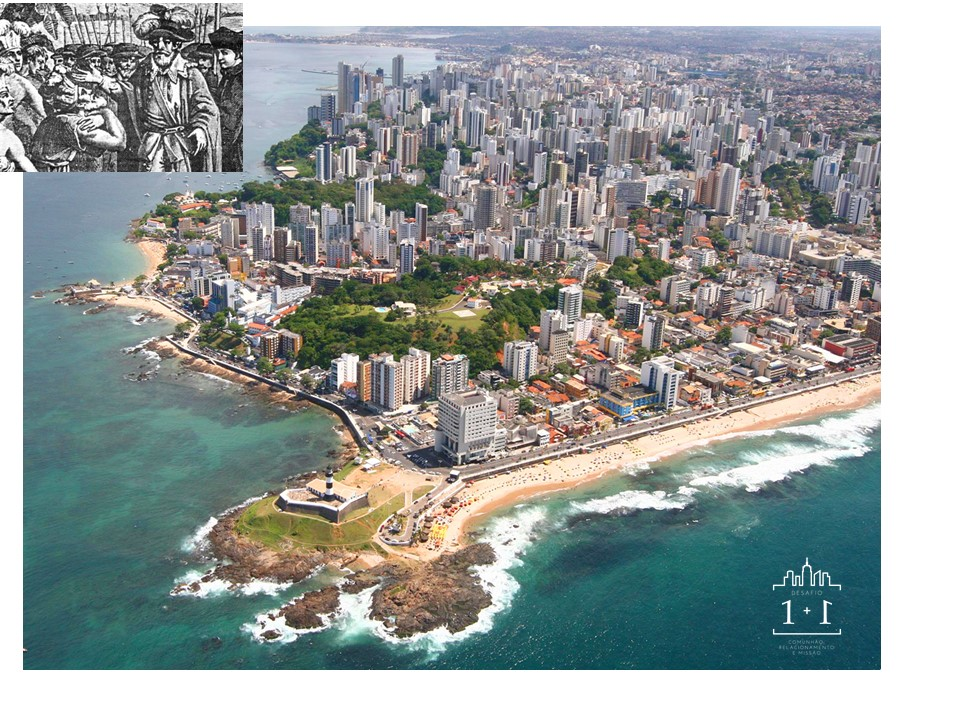 DESAFIO
1+1
COMUNHÃO,
RELACIONAMENTO
E MISSÃO